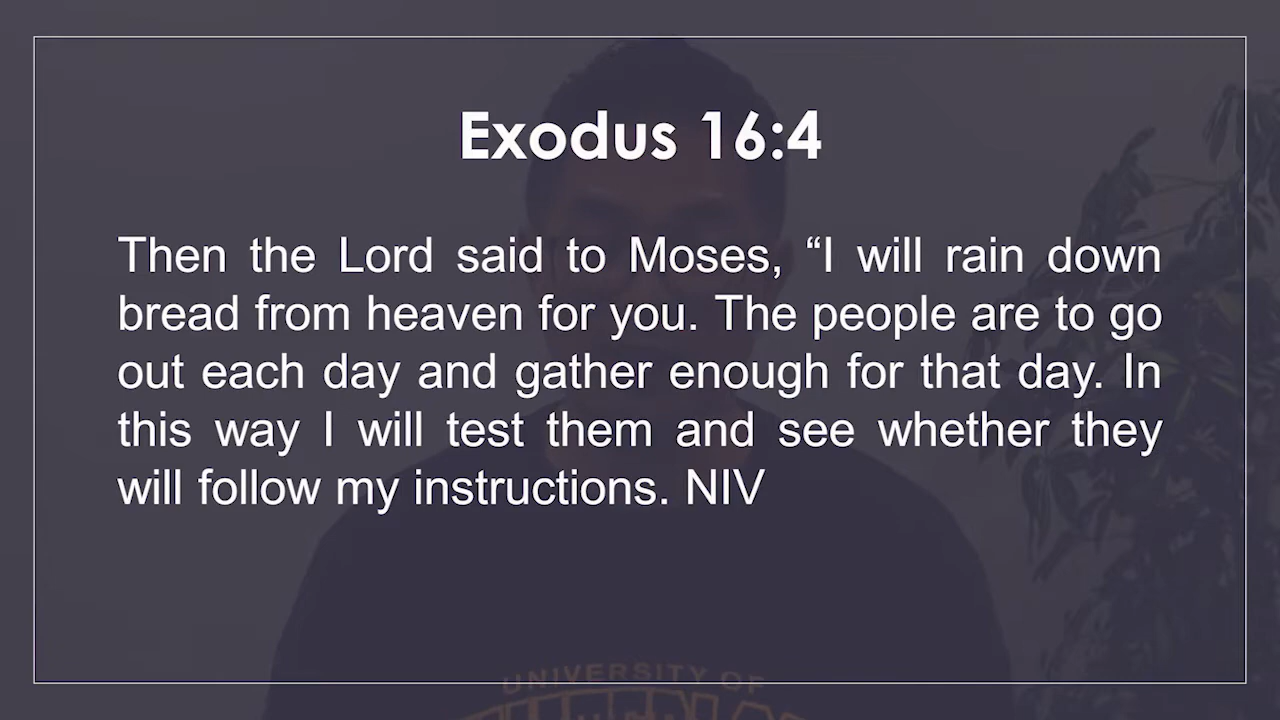 Exodus 16:4
Then the Lord said to Moses, “I will rain down
bread from heaven for you. The people are to go
out each day and gather enough for that day. In
this way I will test them and see whether they
will follow my instructions. NIV
UNIVERSITY OF